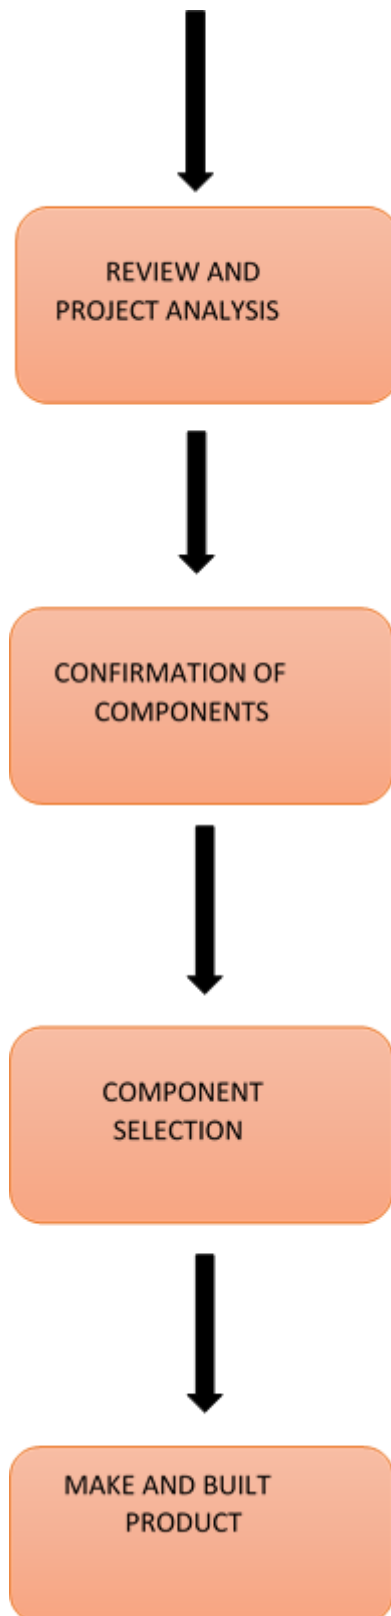 REVIEW AND
PROJECT ANALYSIS
CONFIRMATION OF
COMPONENTS
COMPONENT
SELECTION
MAKE AND BUILT
PRODUCT